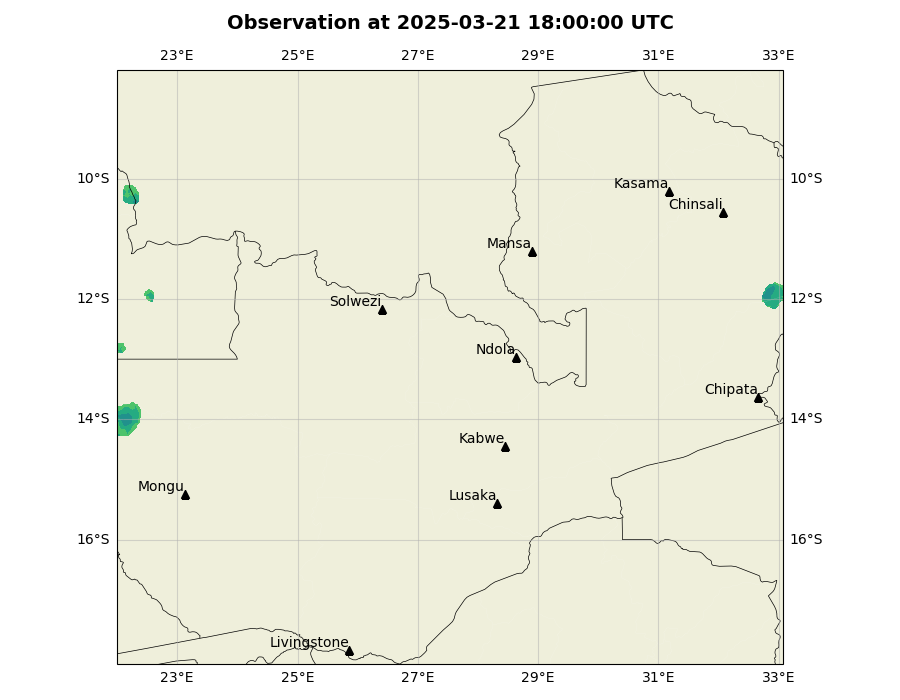 Observation at 2025-03-21 18:00:00 UTC
23°E 25°E 27°E 29°E 31°E 33°E
10°S 10°S
Kasama
Chinsali
Mansa
12°S 12°S
Solwezi
Ndola
Chipata
14°S 14°S
Kabwe
Mongu
Lusaka
16°S 16°S
Livingstone
23°E 25°E 27°E 29°E 31°E 33°E